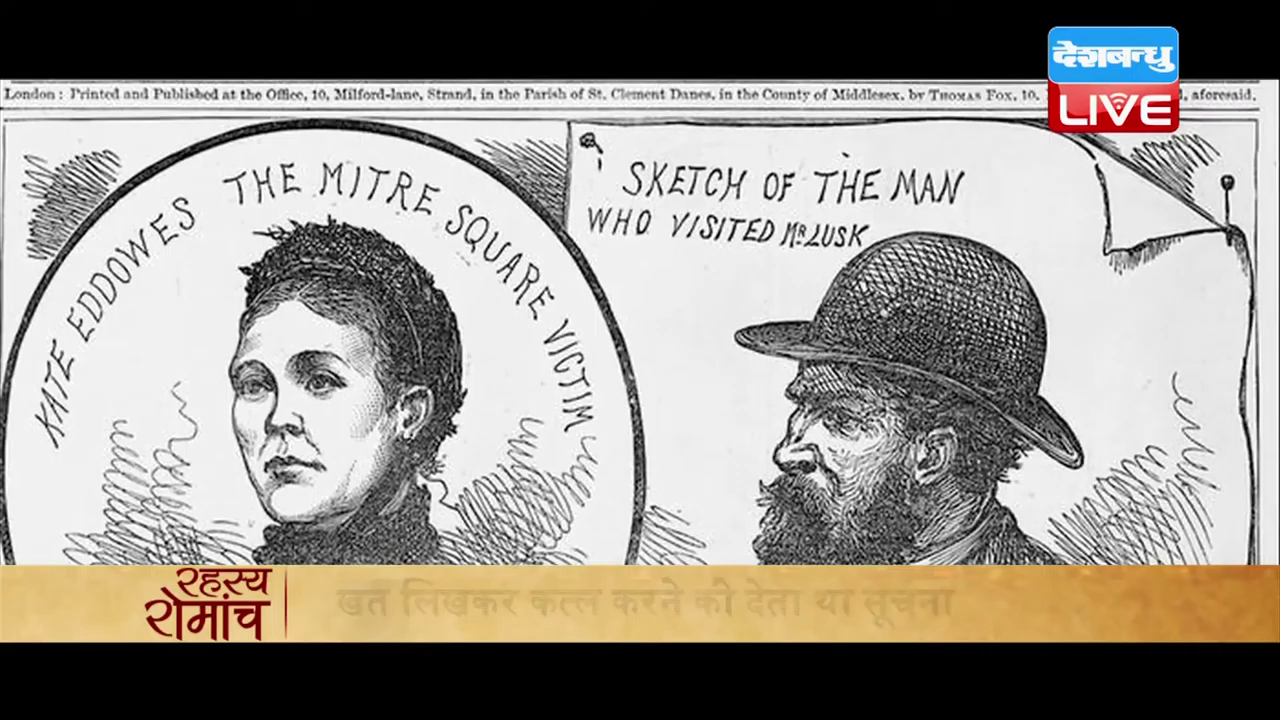 देशबन्धु
LIVE
London: Printed and Published at the Office, 10, Milford-lane, Strand, in the Parish of St. Clement Danes, in the County of Middlesex, by THOMAS FOX, 10, aforesaid.
KATE EDDOWES THE MITRE SQUARE VICTIM
SKETCH OF THE MAN
WHO VISITED MR LUSK
रहस्य
रोमांच
खत लिखकर कत्ल करने की देता था सूचना